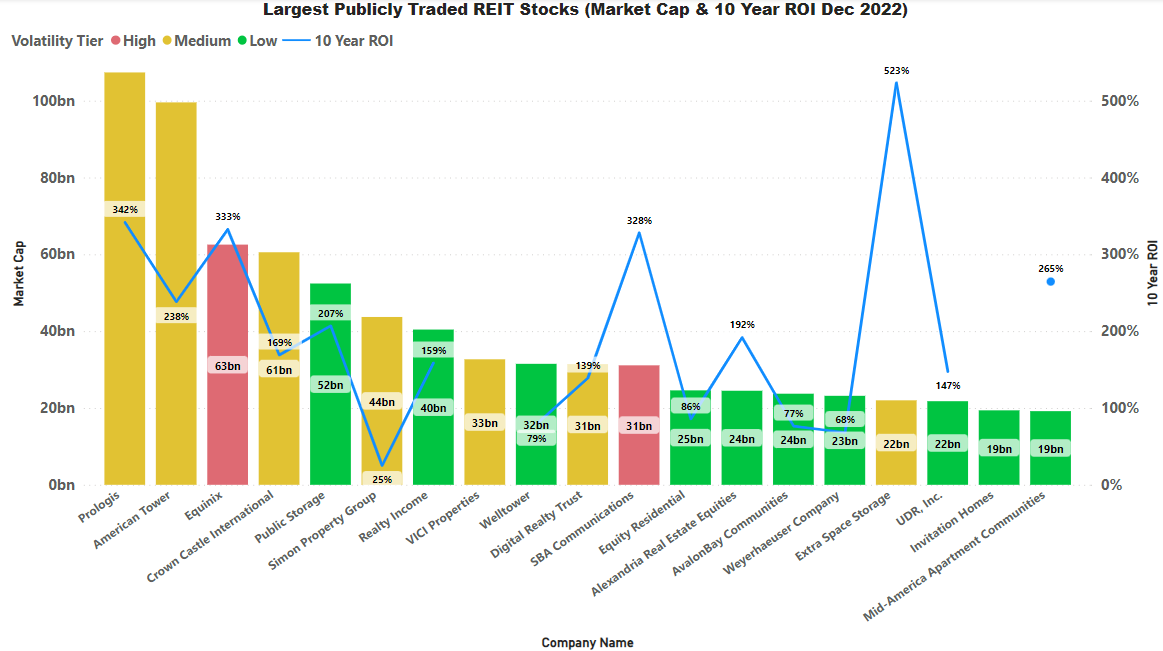 Largest Publicly Traded REIT Stocks (Market Cap & 10 Year ROI Dec 2022)
Volatility Tier High Medium Low 10 Year ROI
Market Cap
100bn
80bn
60bn
40bn
20bn
0bn
500%
400%
300%
200%
100%
0%
10 Year ROI
342%
238%
333%
63bn
169%
61bn
207%
52bn
44bn
25%
159%
40bn
33bn
32bn
79%
139%
31bn
328%
31bn
86%
25bn
192%
24bn
77%
24bn
68%
23bn
523%
22bn
147%
22bn
19bn
265%
19bn
Prologis
American Tower
Equinix
Crown Castle International
Public Storage
Simon Property Group
Realty Income
VICI Properties
Welltower
Digital Realty Trust
SBA Communications
Equity Residential
Alexandria Real Estate Equities
AvalonBay Communities
Weyerhaeuser Company
Extra Space Storage
UDR, Inc.
Invitation Homes
Mid-America Apartment Communities
Company Name